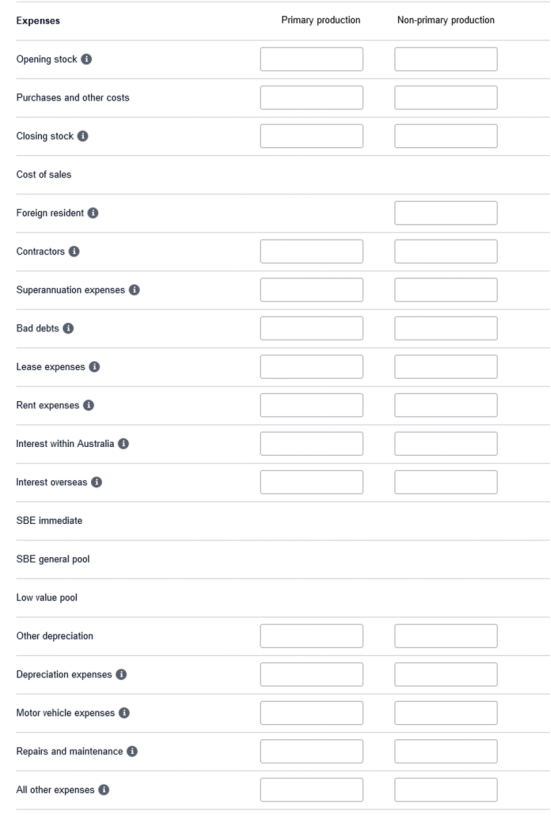 Expenses Primary production Non-primary production
Opening stock
Purchases and other costs
Closing stock
Cost of sales
Foreign resident
Contractors
Superannuation expenses
Bad debts
Lease expenses
Rent expenses
Interest within Australia
Interest overseas
SBE immediate
SBE general pool
Low value pool
Other depreciation
Depreciation expenses
Motor vehicle expenses
Repairs and maintenance
All other expenses